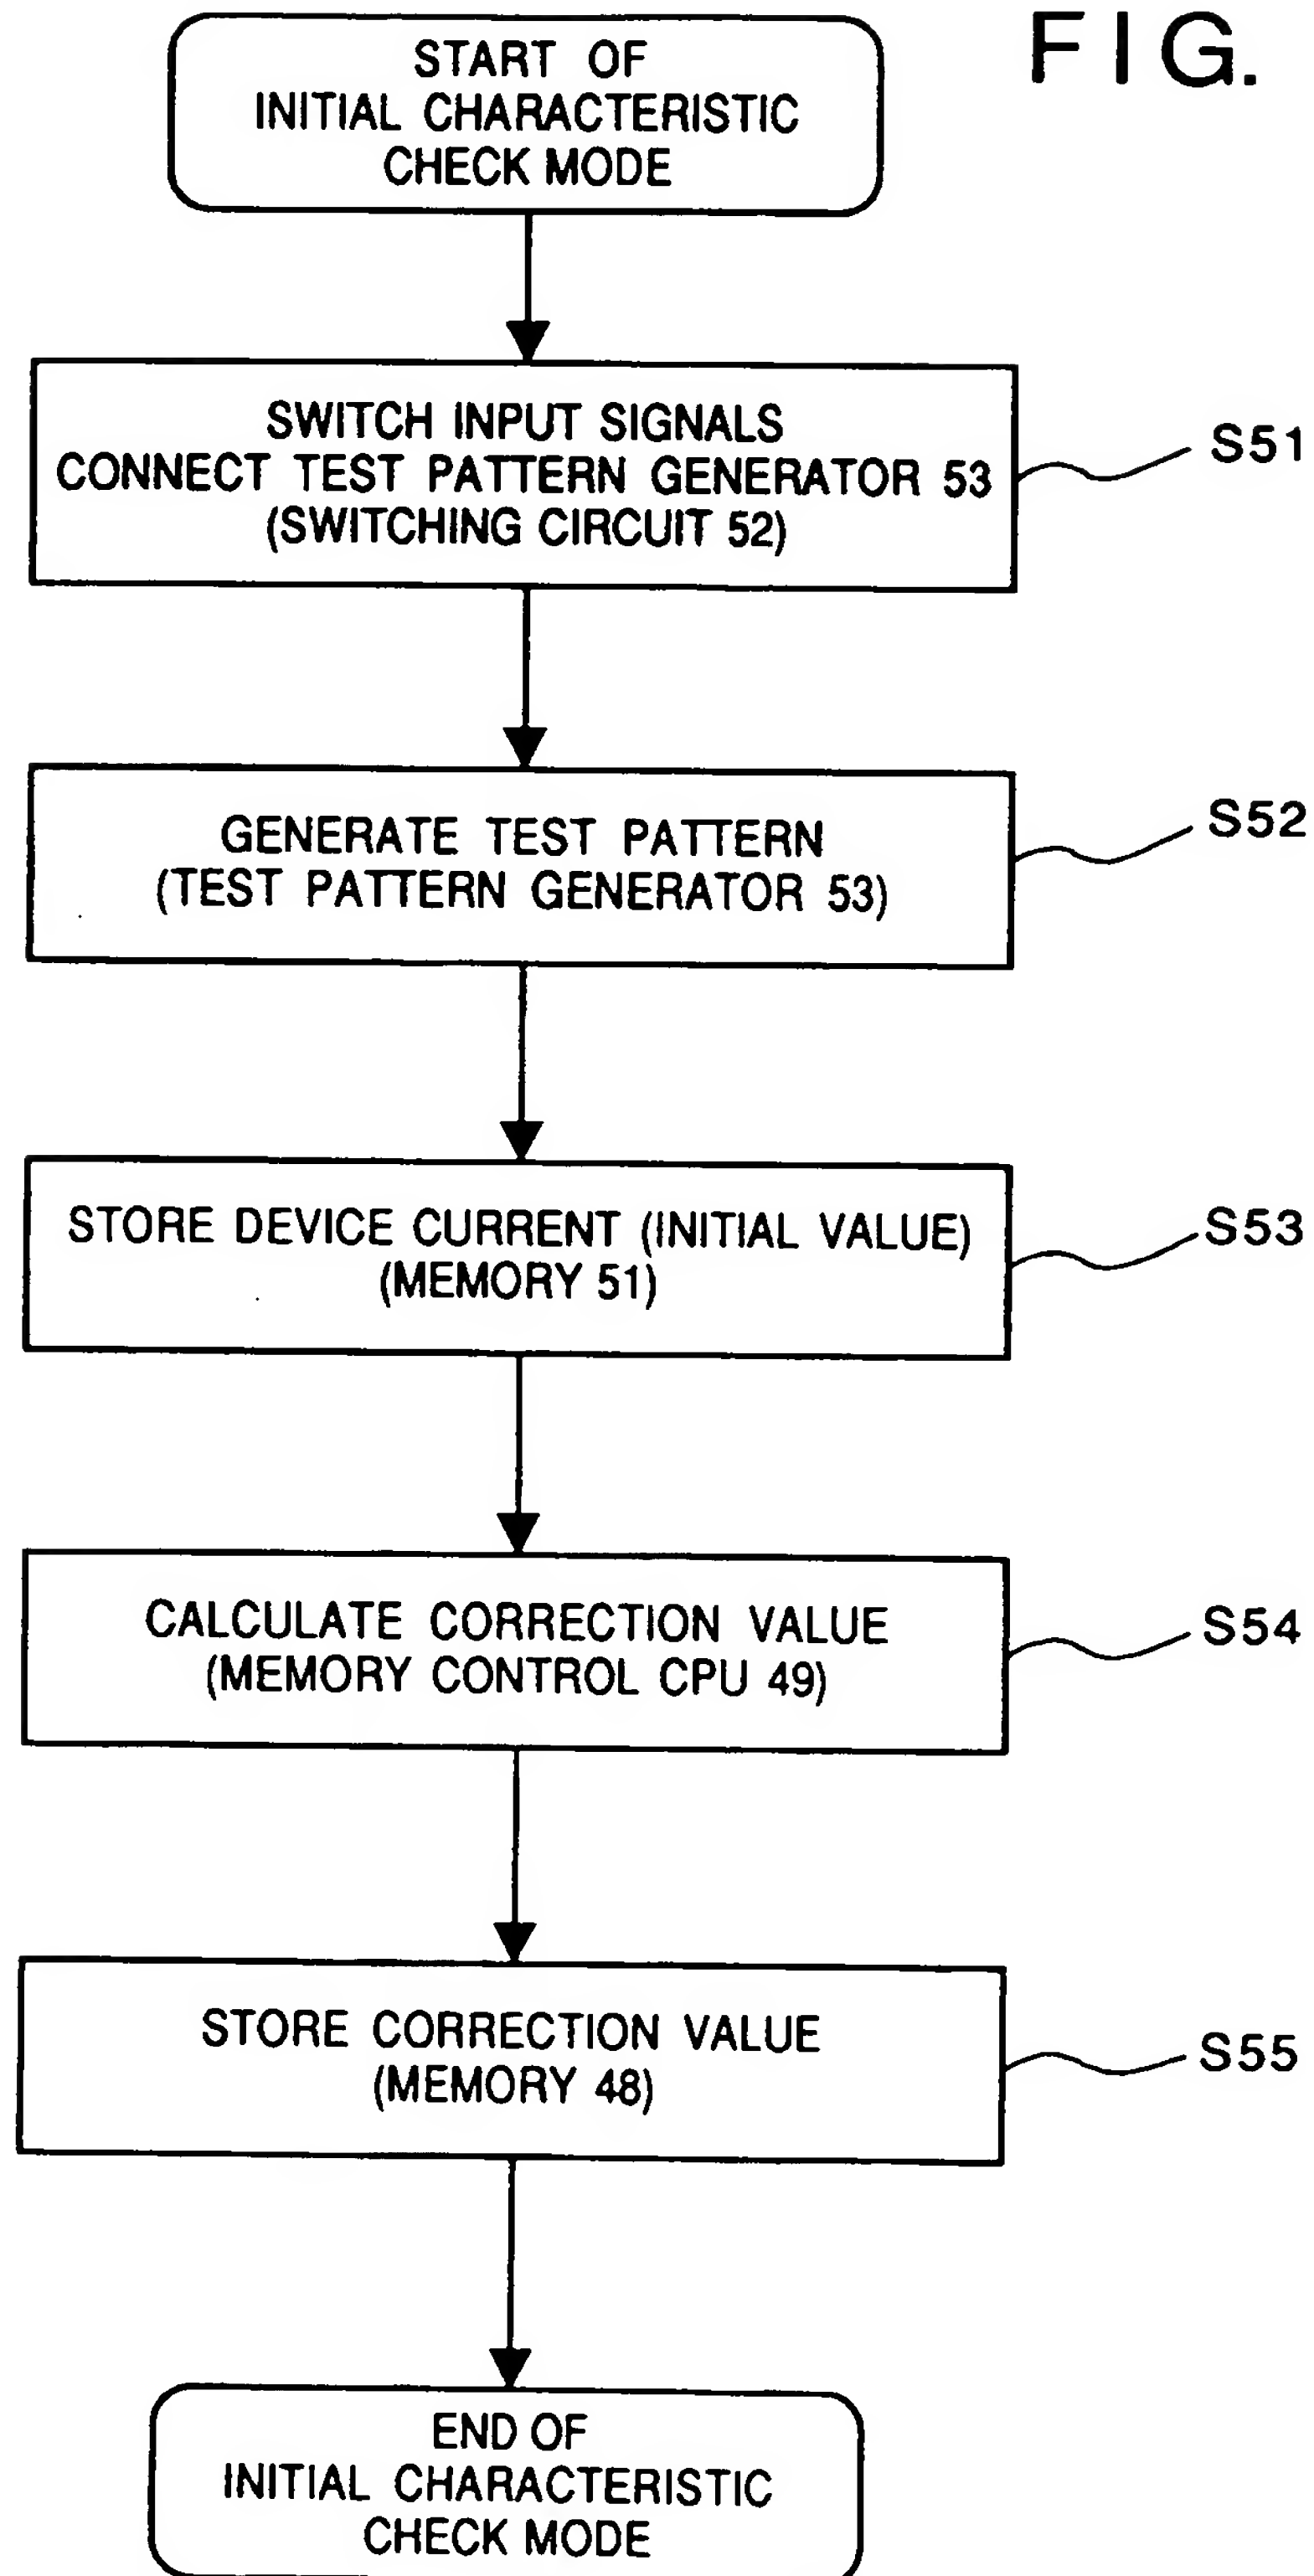 FIG.
START OF
INITIAL CHARACTERISTIC
CHECK MODE
SWITCH INPUT SIGNALS
CONNECT TEST PATTERN GENERATOR 53
(SWITCHING CIRCUIT 52)
S51
GENERATE TEST PATTERN
(TEST PATTERN GENERATOR 53)
S52
STORE DEVICE CURRENT (INITIAL VALUE)
(MEMORY 51)
S53
CALCULATE CORRECTION VALUE
(MEMORY CONTROL CPU 49)
S54
STORE CORRECTION VALUE
(MEMORY 48)
S55
END OF
INITIAL CHARACTERISTIC
CHECK MODE